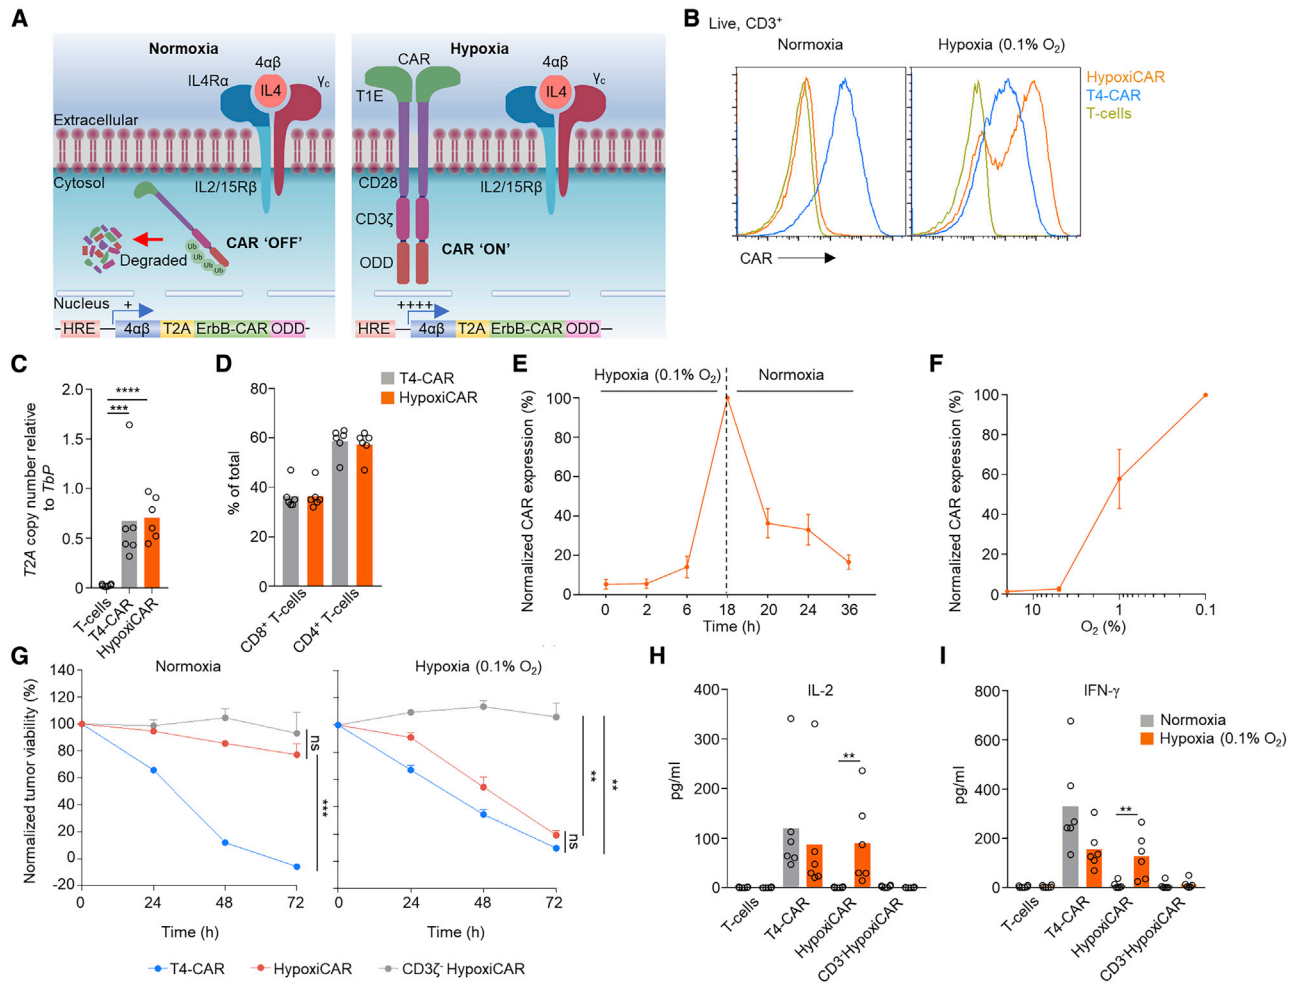 A
Normoxia
4αβ
IL4Rα
IL4
γc
Extracellular
Cytosol
IL2/15Rβ
CAR ‘OFF’
Degraded
Ub
Ub
Ub
Ub
Nucleus
+
HRE
4αβ
T2A
ErbB-CAR
ODD
CAR
Hypoxia
4αβ
T1E
IL4
γc
CD28
IL2/15Rβ
CD3ζ
CAR ‘ON’
ODD
++++
HRE
4αβ
T2A
ErbB-CAR
ODD
B
Live, CD3+
Normoxia
Hypoxia (0.1% O2)
HypoxiCAR
T4-CAR
T-cells
CAR
C
T2A copy number relative
to TbP
2.0
1.5
1.0
0.5
0
****
***
T-cells
T4-CAR
HypoxiCAR
D
% of total
80
60
40
20
0
T4-CAR
HypoxiCAR
CD8+ T-cells
CD4+ T-cells
E
Hypoxia (0.1% O2)
Normoxia
Normalized CAR expression (%)
100
80
60
40
20
0
0 2 6 18 20 24 36
Time (h)
F
Normalized CAR expression (%)
100
80
60
40
20
0
10 1 0.1
O2 (%)
G
Normoxia
Hypoxia (0.1% O2)
Normalized tumor viability (%)
140
120
100
80
60
40
20
0
-20
ns
***
0 24 48 72
Time (h)
ns
**
**
0 24 48 72
Time (h)
T4-CAR
HypoxiCAR
CD3ζ- HypoxiCAR
H
IL-2
pg/ml
400
300
200
100
0
**
T-cells
T4-CAR
HypoxiCAR
CD3-HypoxiCAR
I
IFN-γ
pg/ml
800
600
400
200
0
**
Normoxia
Hypoxia (0.1% O2)
T-cells
T4-CAR
HypoxiCAR
CD3-HypoxiCAR